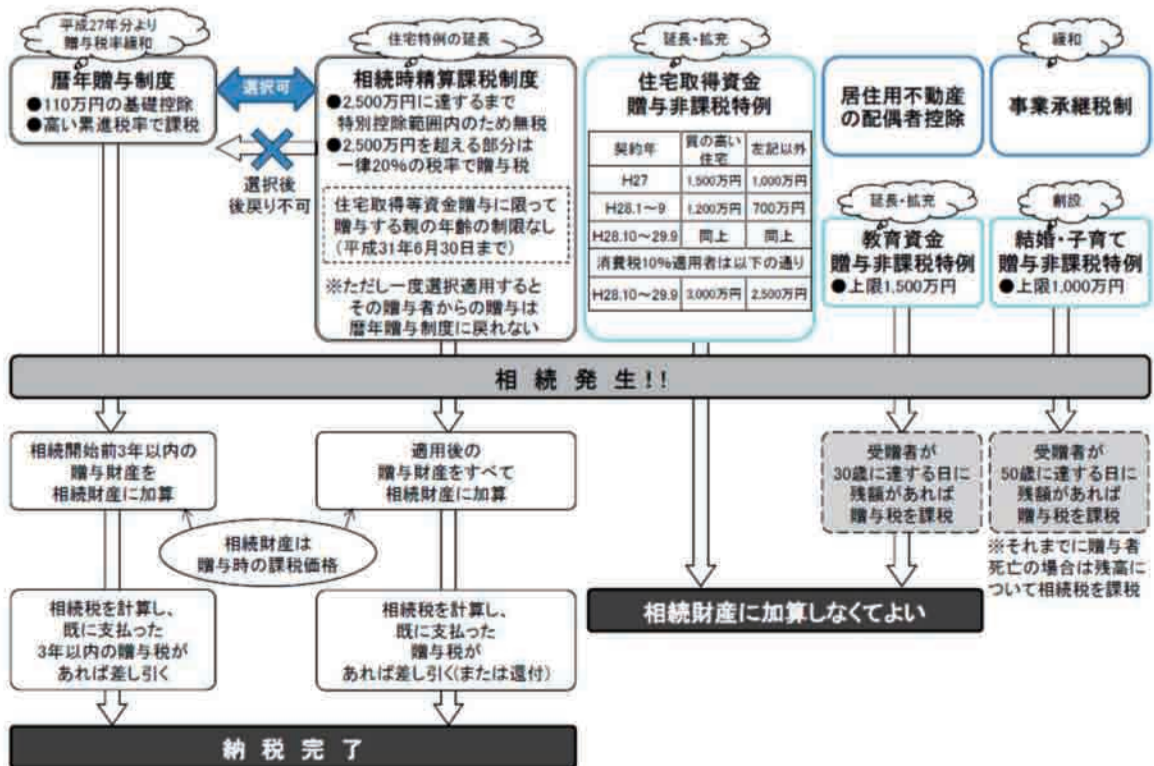 平成27年分より
贈与税率緩和
暦年贈与制度
●110万円の基礎控除
●高い累進税率で課税
選択可
選択後
後戻り不可
住宅特例の延長
相続時精算課税制度
●2,500万円に達するまで
特別控除範囲内のため無税
●2,500万円を超える部分は
一律20%の税率で贈与税
住宅取得等資金贈与に限って
贈与する親の年齢の制限なし
(平成31年6月30日まで)
※ただし一度選択適用すると
その贈与者からの贈与は
暦年贈与制度に戻れない
延長・拡充
住宅取得資金
贈与非課税特例
契約年 質の高い住宅 左記以外
H27 1,500万円 1,000万円
H28.1～9 1,200万円 700万円
H28.10～29.9 同上 同上
消費税10%適用者は以下の通り
H28.10～29.9 3,000万円 2,500万円
居住用不動産
の配偶者控除
緩和
事業承継税制
延長・拡充
教育資金
贈与非課税特例
●上限1,500万円
創設
結婚・子育て
贈与非課税特例
●上限1,000万円
相続発生!!
相続開始前3年以内の
贈与財産を
相続財産に加算
適用後の
贈与財産をすべて
相続財産に加算
相続財産は
贈与時の課税価格
受贈者が
30歳に達する日に
残額があれば
贈与税を課税
受贈者が
50歳に達する日に
残額があれば
贈与税を課税
※それまでに贈与者
死亡の場合は残高に
ついて相続税を課税
相続税を計算し、
既に支払った
3年以内の贈与税が
あれば差し引く
相続税を計算し、
既に支払った
贈与税が
あれば差し引く(または還付)
相続財産に加算しなくてよい
納税完了